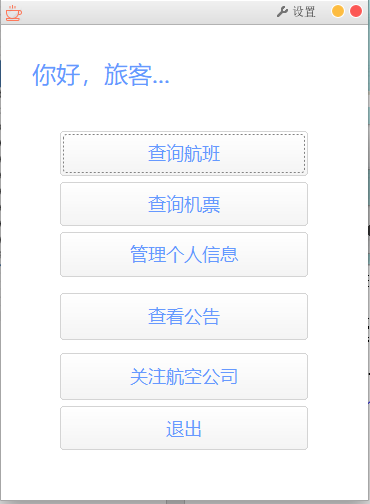 设置
你好，旅客...
查询航班
查询机票
管理个人信息
查看公告
关注航空公司
退出